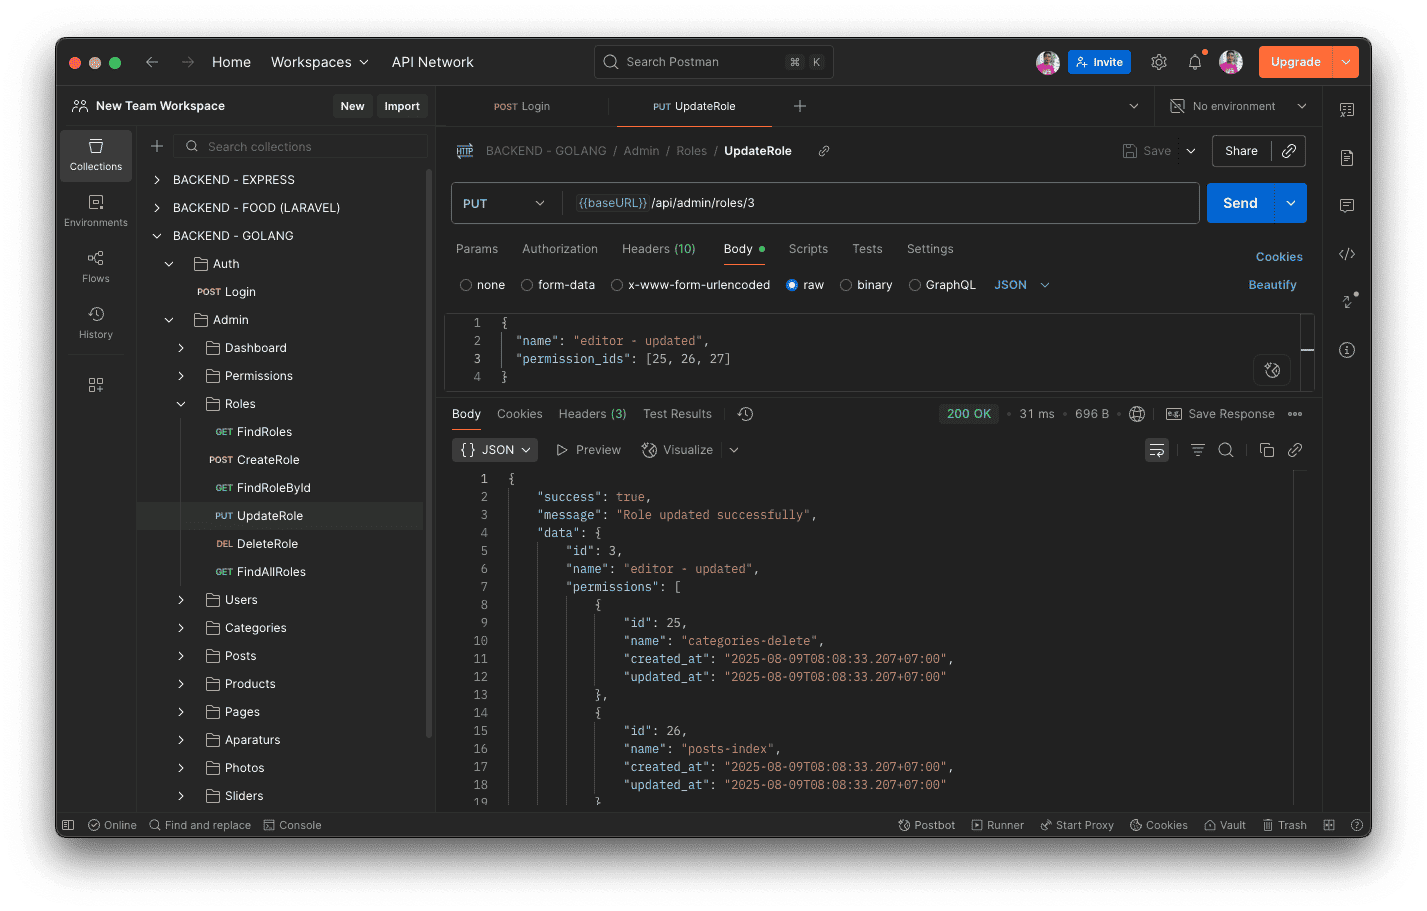 Home
Workspaces
API Network
Search Postman
⌘
K
Invite
Upgrade
New Team Workspace
New
Import
POST Login
PUT UpdateRole
No environment
Collections
Environments
Flows
History
Search collections
BACKEND - EXPRESS
BACKEND - FOOD (LARAVEL)
BACKEND - GOLANG
Auth
POST Login
Admin
Dashboard
Permissions
Roles
GET FindRoles
POST CreateRole
GET FindRoleById
PUT UpdateRole
DEL DeleteRole
GET FindAllRoles
Users
Categories
Posts
Products
Pages
Aparaturs
Photos
Sliders
HTTP BACKEND - GOLANG / Admin / Roles / UpdateRole
Save
Share
PUT
{{baseURL}} /api/admin/roles/3
Send
Params
Authorization
Headers (10)
Body
Scripts
Tests
Settings
Cookies
none
form-data
x-www-form-urlencoded
raw
binary
GraphQL
JSON
Beautify
1 {
2 "name": "editor - updated",
3 "permission_ids": [25, 26, 27]
4 }
Body
Cookies
Headers (3)
Test Results
200 OK • 31 ms • 696 B •
e.g. Save Response
{} JSON
Preview
Visualize
1 {
2 "success": true,
3 "message": "Role updated successfully",
4 "data": {
5 "id": 3,
6 "name": "editor - updated",
7 "permissions": [
8 {
9 "id": 25,
10 "name": "categories-delete",
11 "created_at": "2025-08-09T08:08:33.207+07:00",
12 "updated_at": "2025-08-09T08:08:33.207+07:00"
13 },
14 {
15 "id": 26,
16 "name": "posts-index",
17 "created_at": "2025-08-09T08:08:33.207+07:00",
18 "updated_at": "2025-08-09T08:08:33.207+07:00"
19 }
Online
Find and replace
Console
Postbot
Runner
Start Proxy
Cookies
Vault
Trash